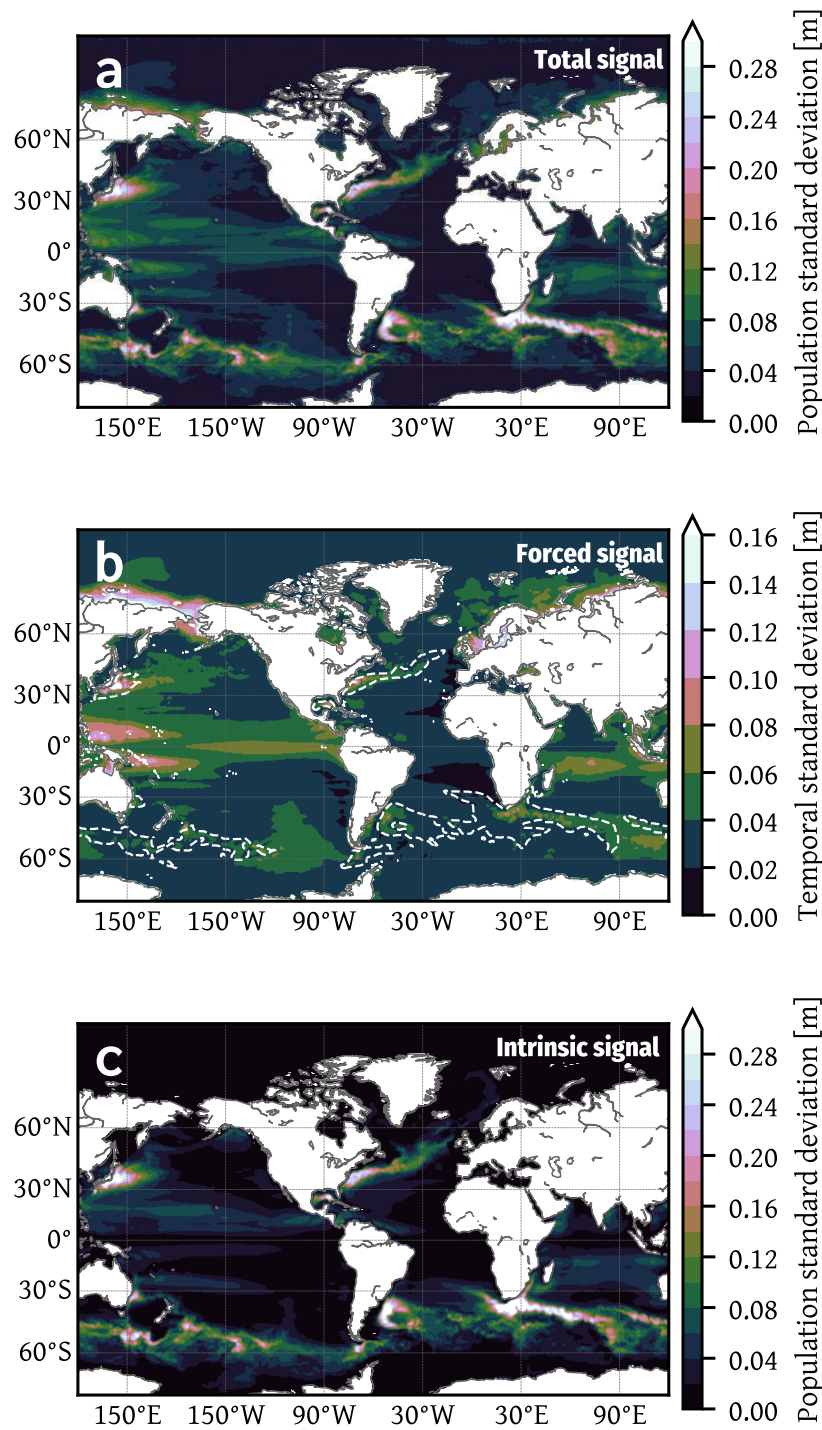 a
Total signal
60°N
30°N
0°
30°S
60°S
150°E 150°W 90°W 30°W 30°E 90°E
0.28
0.24
0.20
0.16
0.12
0.08
0.04
0.00
Population standard deviation [m]
b
Forced signal
60°N
30°N
0°
30°S
60°S
150°E 150°W 90°W 30°W 30°E 90°E
0.16
0.14
0.12
0.10
0.08
0.06
0.04
0.02
0.00
Temporal standard deviation [m]
c
Intrinsic signal
60°N
30°N
0°
30°S
60°S
150°E 150°W 90°W 30°W 30°E 90°E
0.28
0.24
0.20
0.16
0.12
0.08
0.04
0.00
Population standard deviation [m]